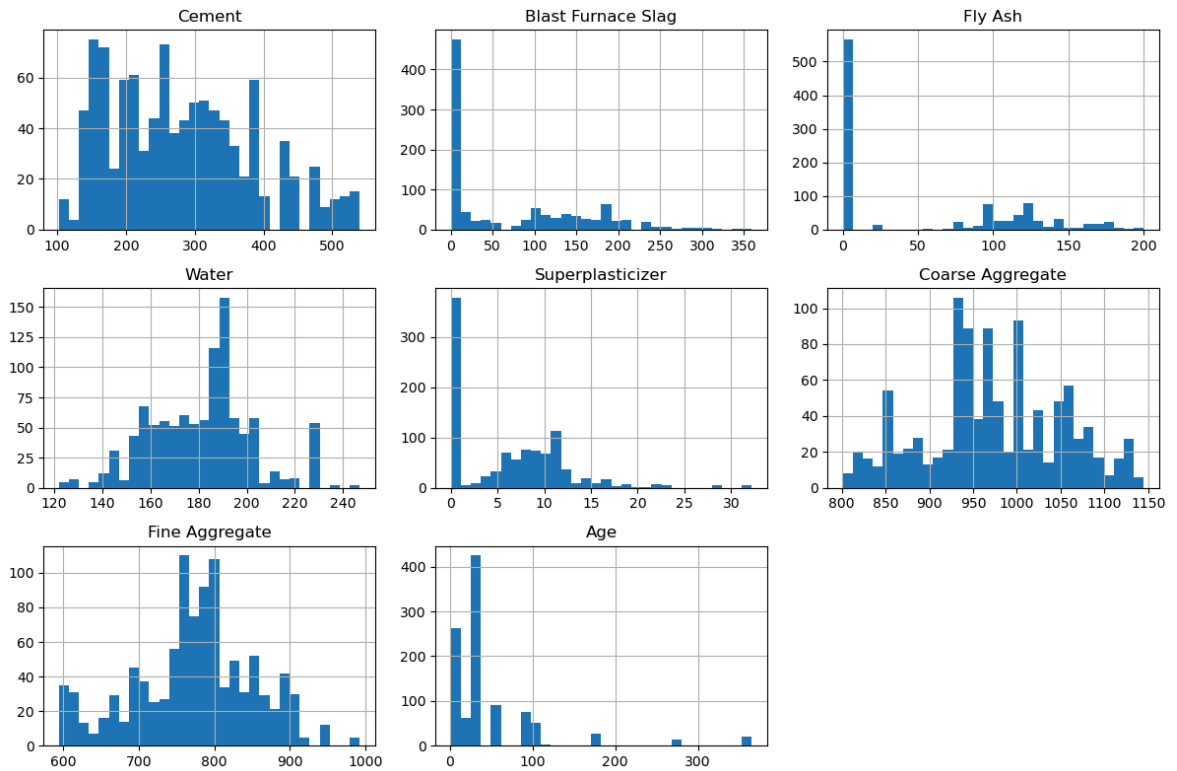 Cement
60
40
20
0
100 200 300 400 500
Blast Furnace Slag
400
300
200
100
0
0 50 100 150 200 250 300 350
Fly Ash
500
400
300
200
100
0
0 50 100 150 200
Water
150
125
100
75
50
25
0
120 140 160 180 200 220 240
Superplasticizer
300
200
100
0
0 5 10 15 20 25 30
Coarse Aggregate
100
80
60
40
20
0
800 850 900 950 1000 1050 1100 1150
Fine Aggregate
100
80
60
40
20
0
600 700 800 900 1000
Age
400
300
200
100
0
0 100 200 300